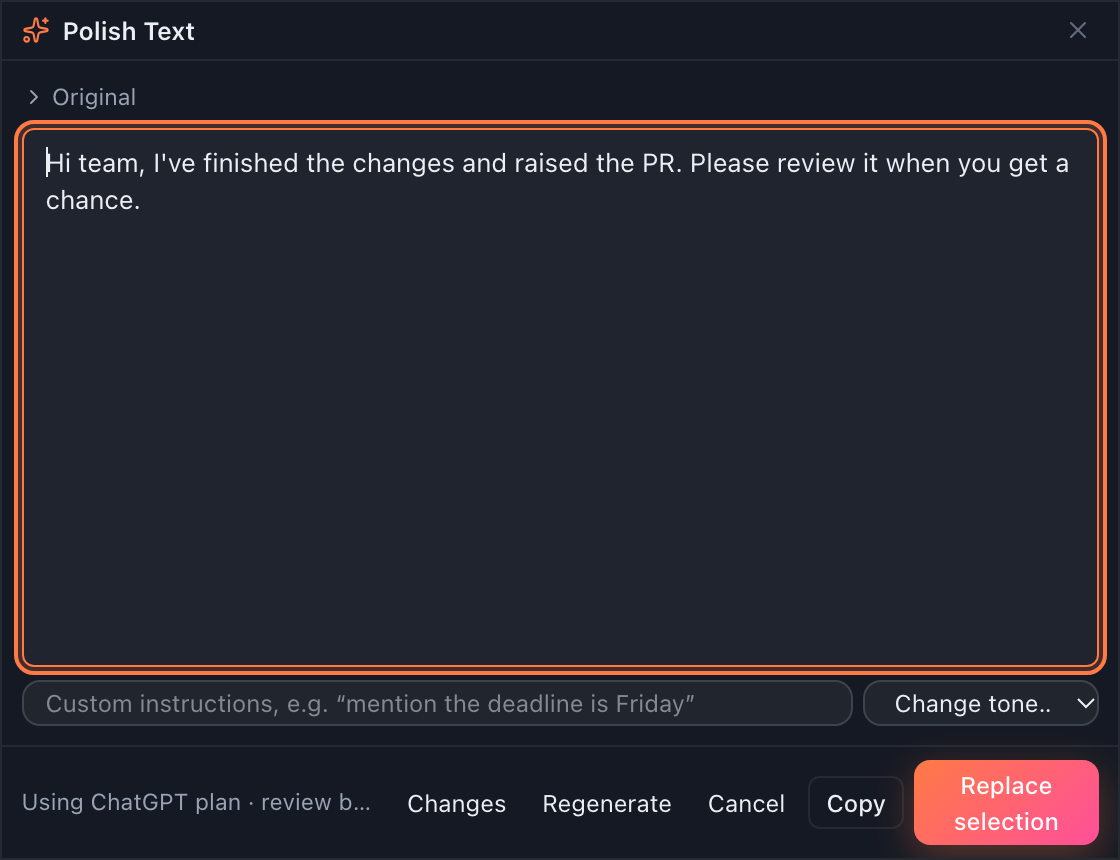 Polish Text
Original
Hi team, I've finished the changes and raised the PR. Please review it when you get a
chance.
Custom instructions, e.g. “mention the deadline is Friday”
Change tone..
Using ChatGPT plan · review b...
Changes
Regenerate
Cancel
Copy
Replace
selection